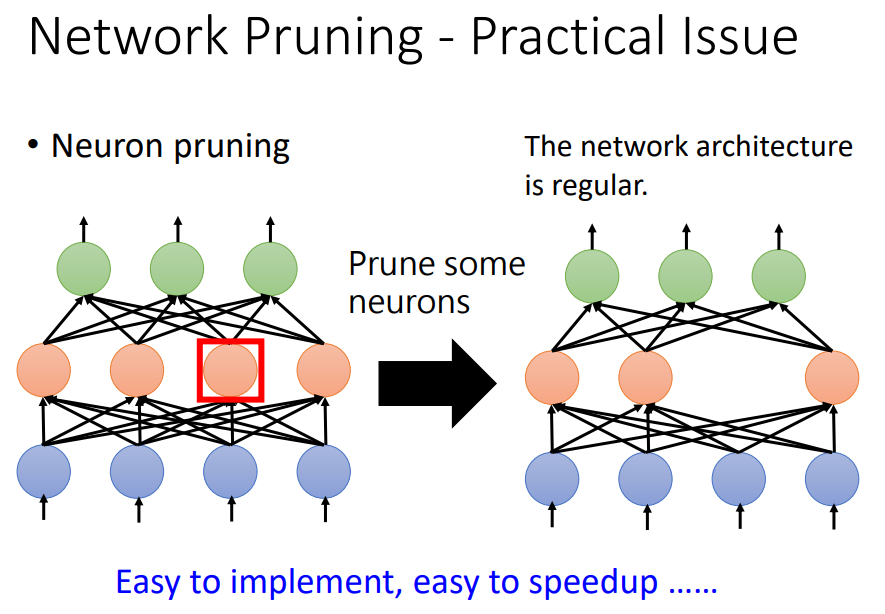 Network Pruning - Practical Issue
• Neuron pruning
The network architecture
is regular.
Prune some
neurons
Easy to implement, easy to speedup ……